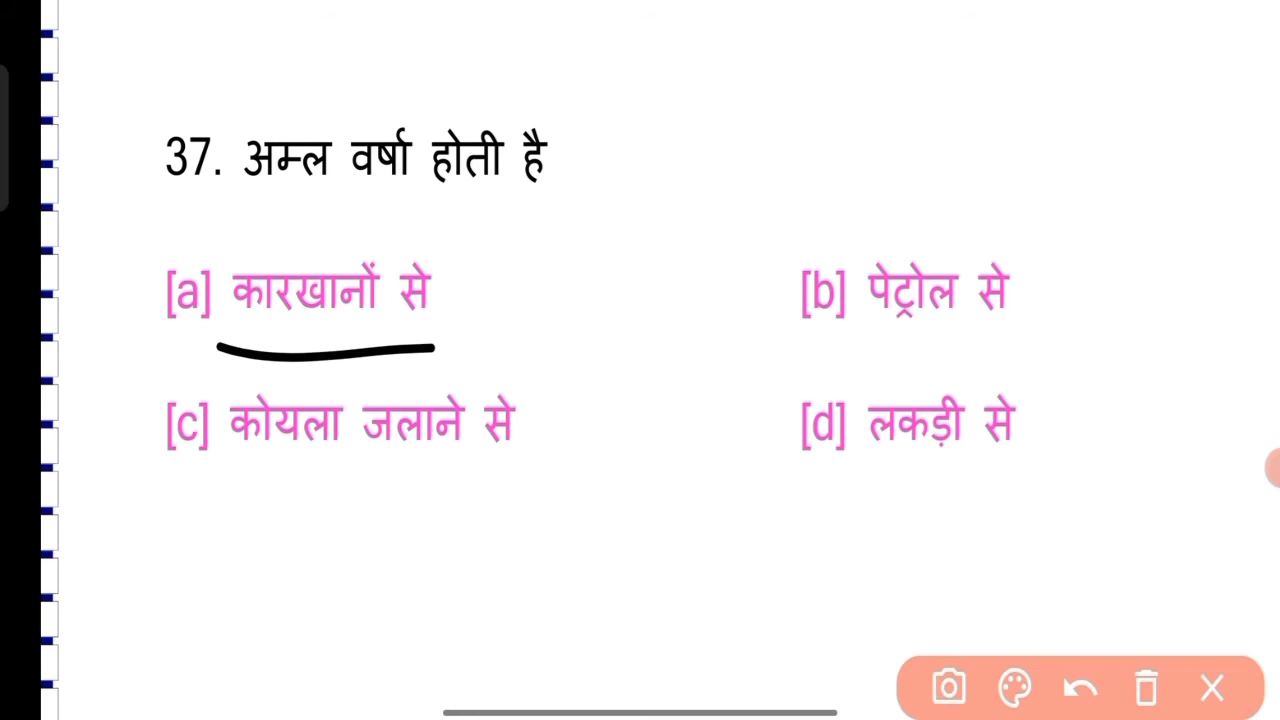 37. अम्ल वर्षा होती है
[a] कारखानों से [b] पेट्रोल से
[c] कोयला जलाने से [d] लकड़ी से